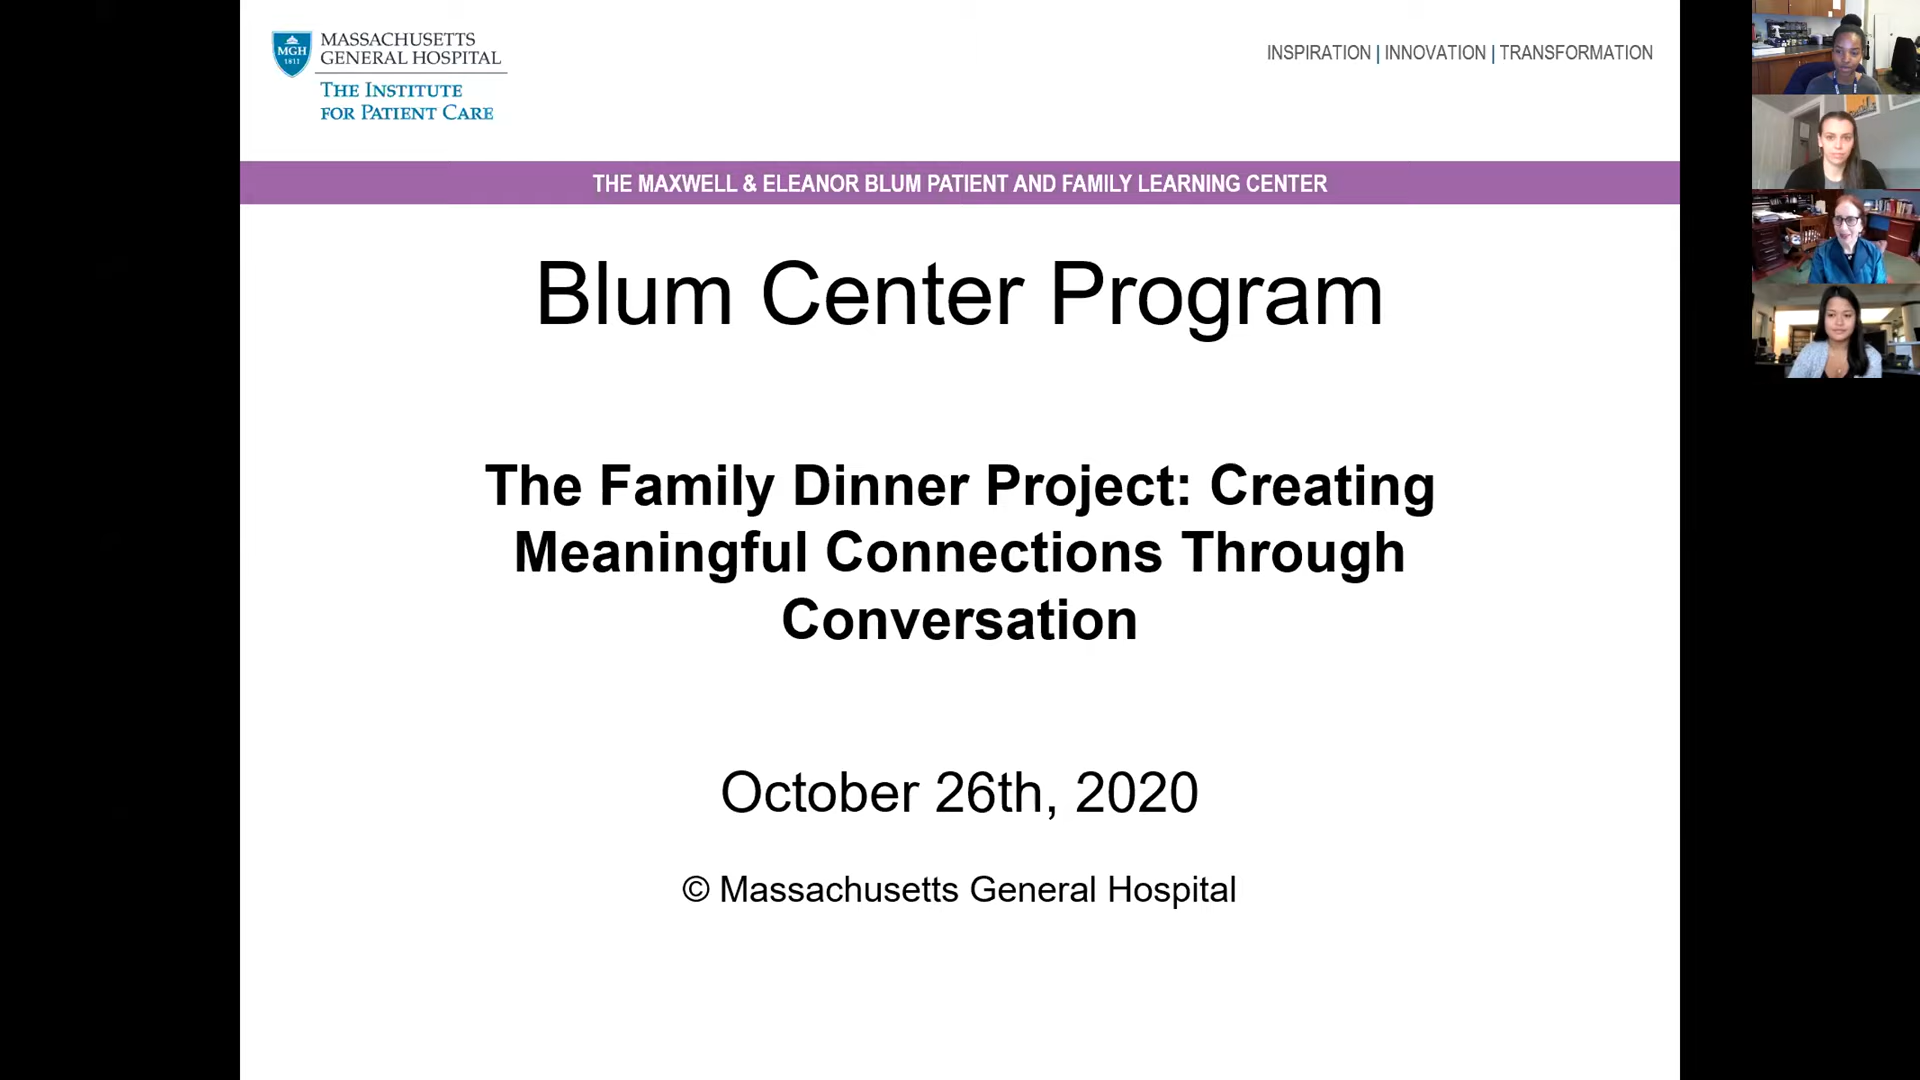 MGH
1811
MASSACHUSETTS
GENERAL HOSPITAL
THE INSTITUTE
FOR PATIENT CARE
INSPIRATION | INNOVATION | TRANSFORMATION
THE MAXWELL & ELEANOR BLUM PATIENT AND FAMILY LEARNING CENTER
Blum Center Program
The Family Dinner Project: Creating
Meaningful Connections Through
Conversation
October 26th, 2020
© Massachusetts General Hospital